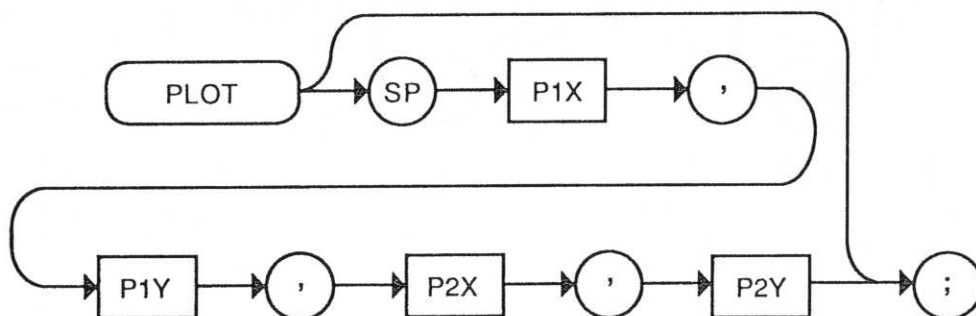 PLOT SP P1X ,
P1Y , P2X , P2Y ;